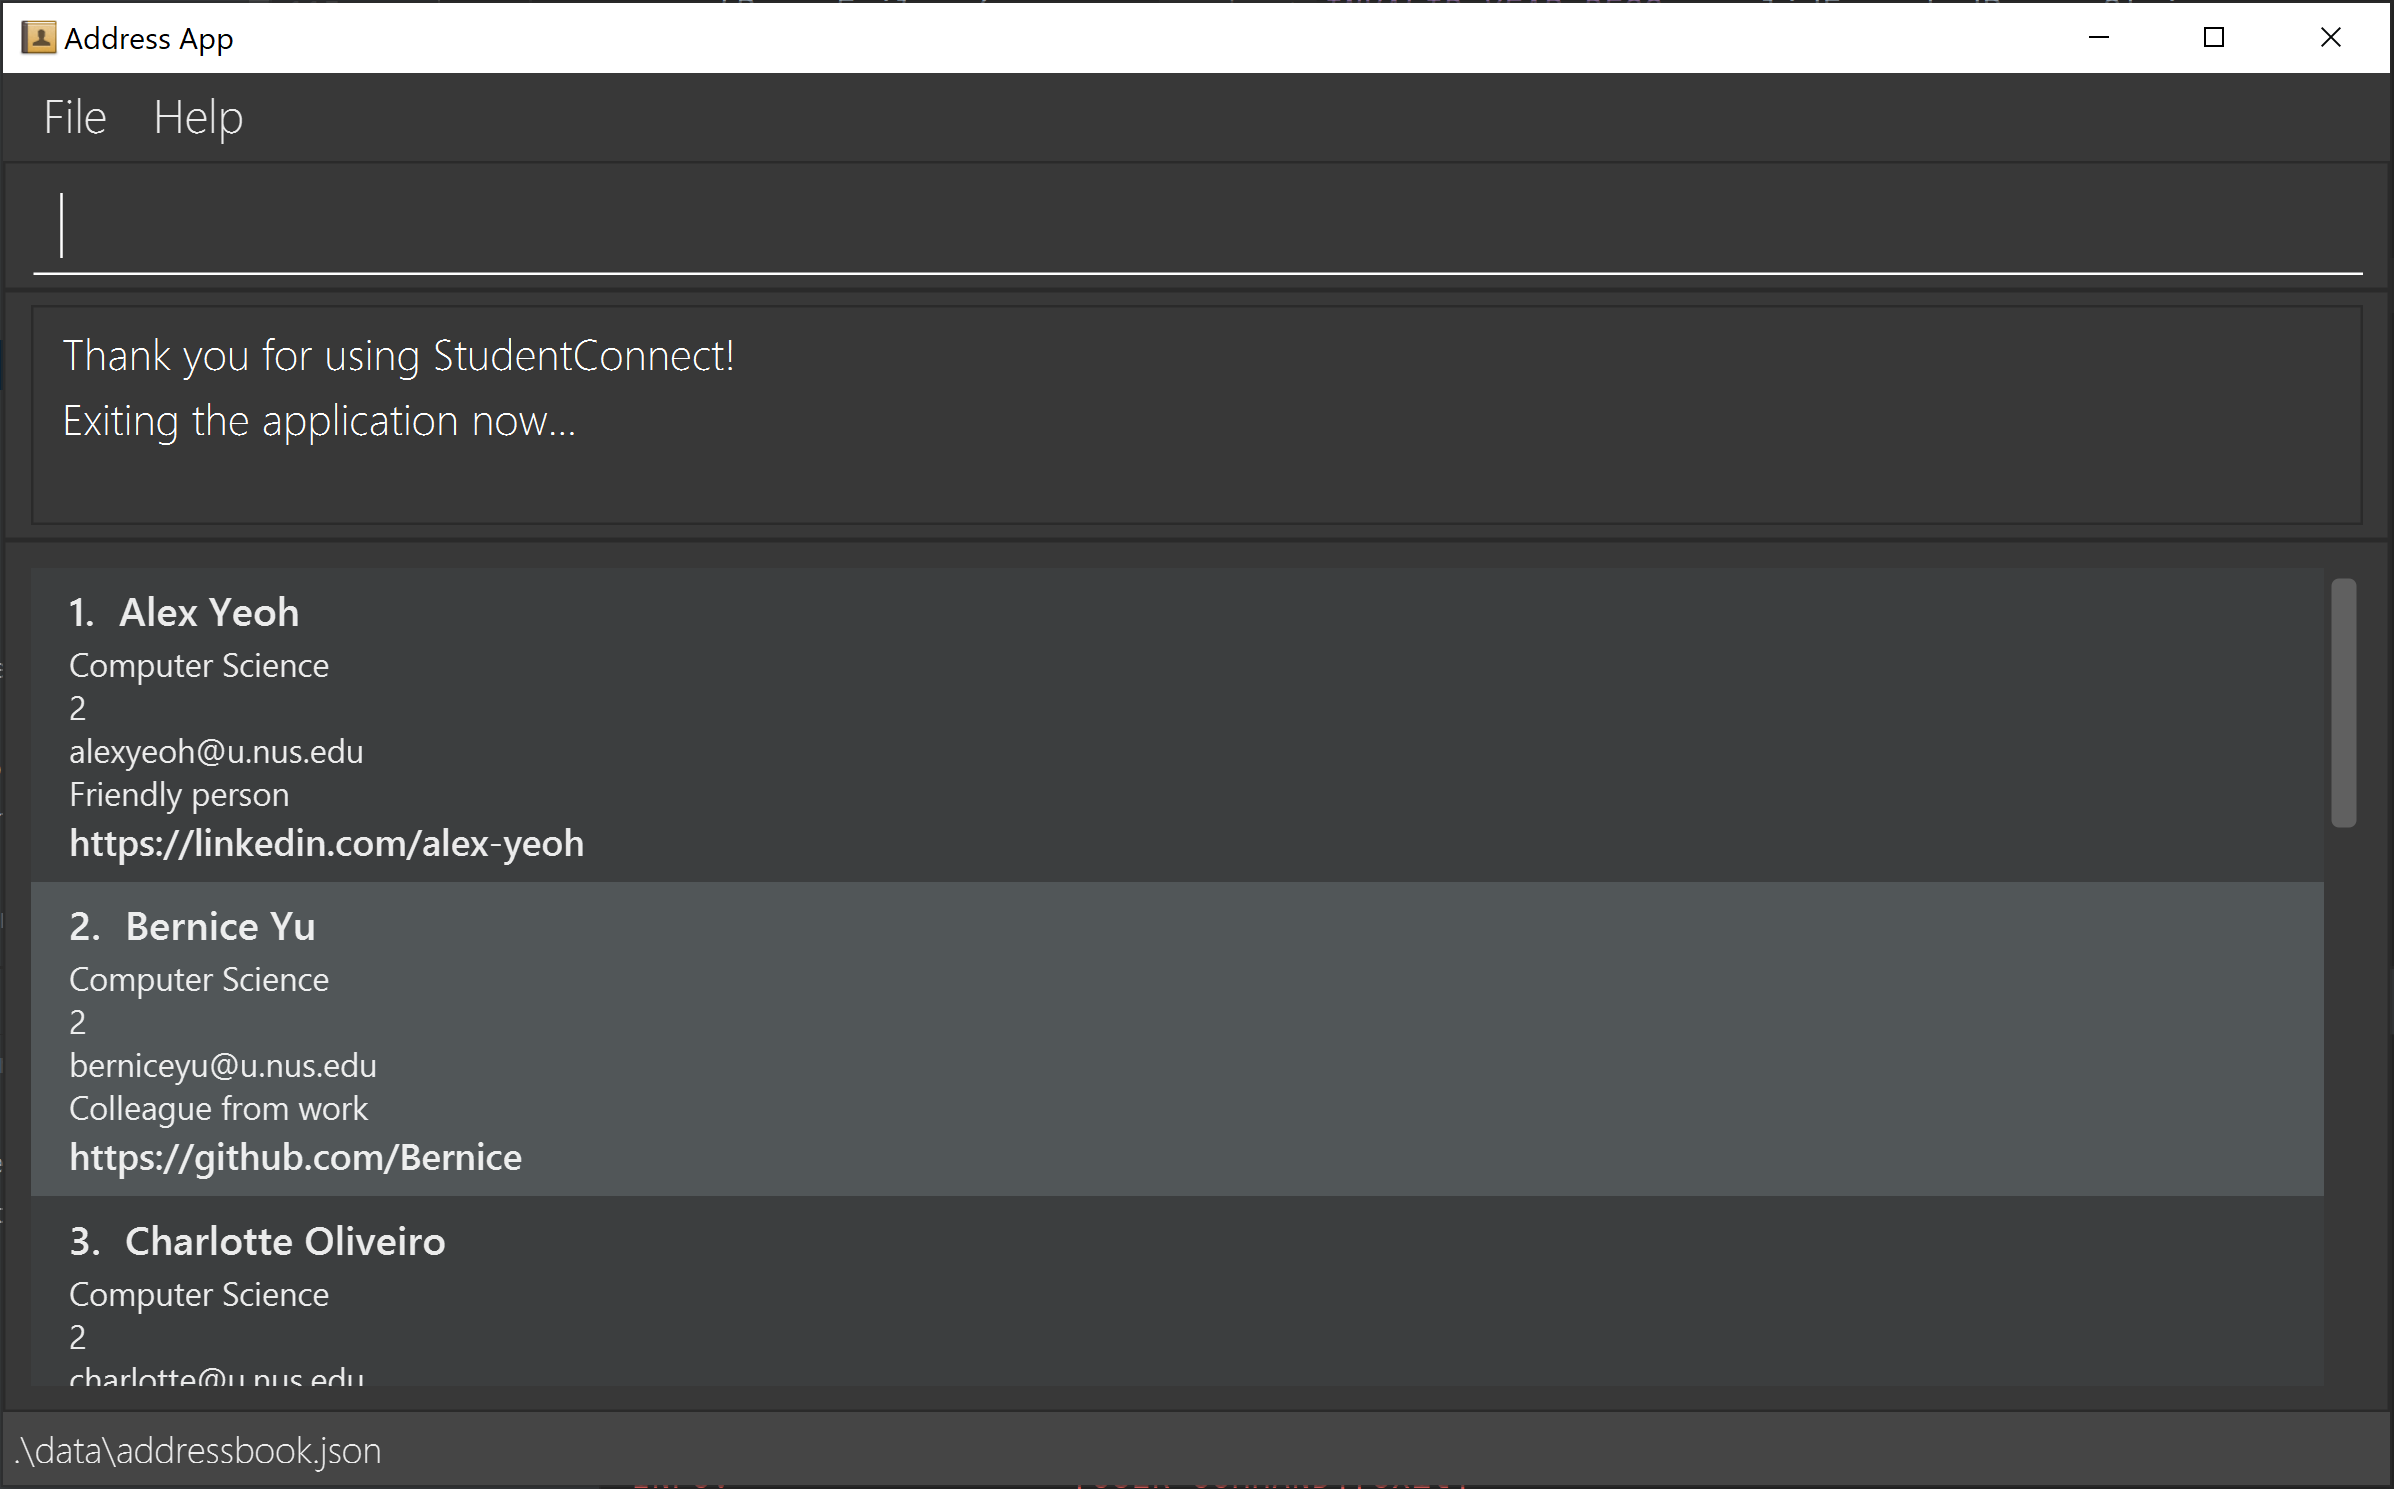 Address App
File Help
Thank you for using StudentConnect!
Exiting the application now...
1. Alex Yeoh
Computer Science
2
alexyeoh@u.nus.edu
Friendly person
https://linkedin.com/alex-yeoh
2. Bernice Yu
Computer Science
2
berniceyu@u.nus.edu
Colleague from work
https://github.com/Bernice
3. Charlotte Oliveiro
Computer Science
2
charlotte@u.nus.edu
.\data\addressbook.json